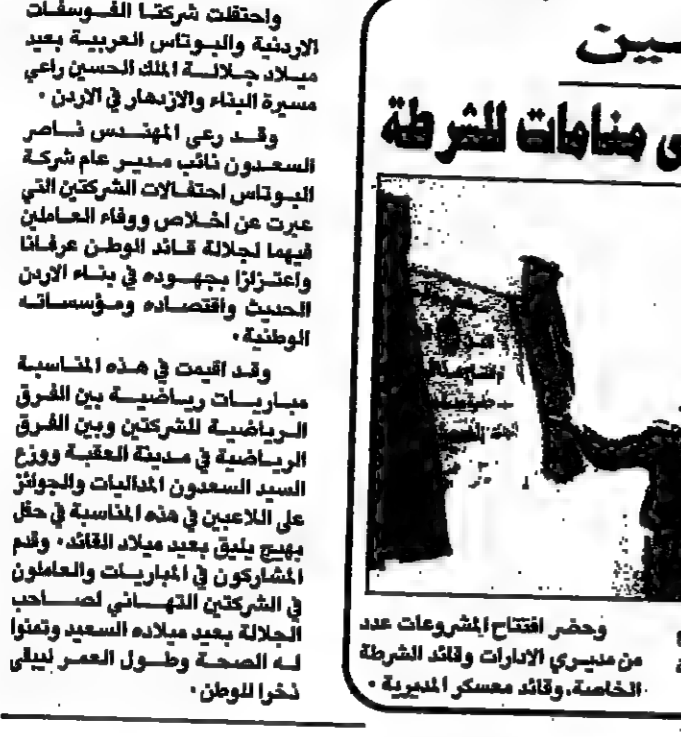 سين
ى منامات للشرطة
وحضر افتتاح المشروعات عدد
من مديري الادارات وقائد الشرطة
الخاصة، وقائد معسكر المديرية ٠
واحتفلت شركتا الفوسفات
الاردنية والبوتاس العربية بعيد
ميلاد جلالة الملك الحسين راعي
مسيرة البناء والازدهار في الاردن ٠
وقد رعى المهندس ناصر
السعدون نائب مدير عام شركة
البوتاس احتفالات الشركتين التي
عبرت عن اخلاص ووفاء العاملين
فيهما لجلالة قائد الوطن عرفانا
واعتزازا بجهوده في بناء الاردن
الحديث واقتصاده ومؤسساته
الوطنية ٠
وقد اقيمت في هذه المناسبة
مباريات رياضية بين الفرق
الرياضية للشركتين وبين الفرق
الرياضية في مدينة العقبة ووزع
السيد السعدون المداليات والجوائز
على اللاعبين في هذه المناسبة في حفل
بهيج يليق بعيد ميلاد القائد ٠ وقدم
المشاركون في المباريات والعاملون
في الشركتين التهاني لصاحب
الجلالة بعيد ميلاده السعيد وتمنوا
له الصحة وطول العمر ليبقى
ذخرا للوطن ٠